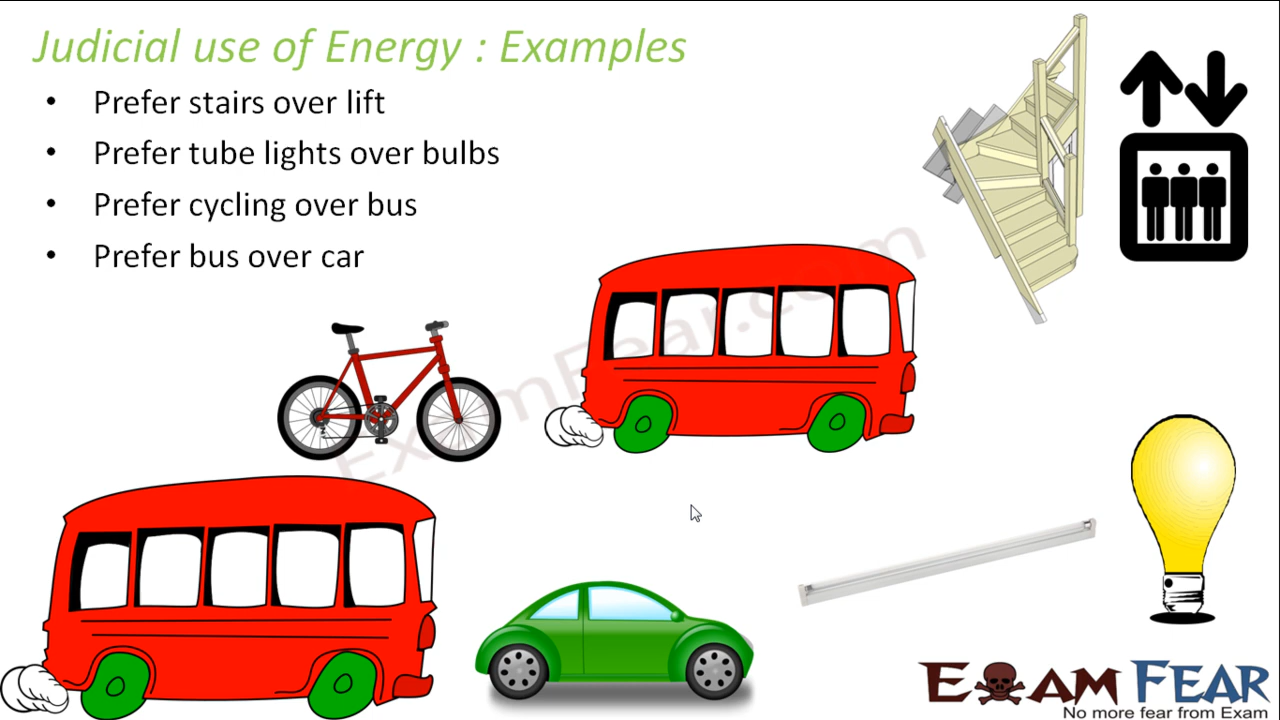 Judicial use of Energy : Examples
• Prefer stairs over lift
• Prefer tube lights over bulbs
• Prefer cycling over bus
• Prefer bus over car
ExamFear.com
EXAM FEAR
No more fear from Exam